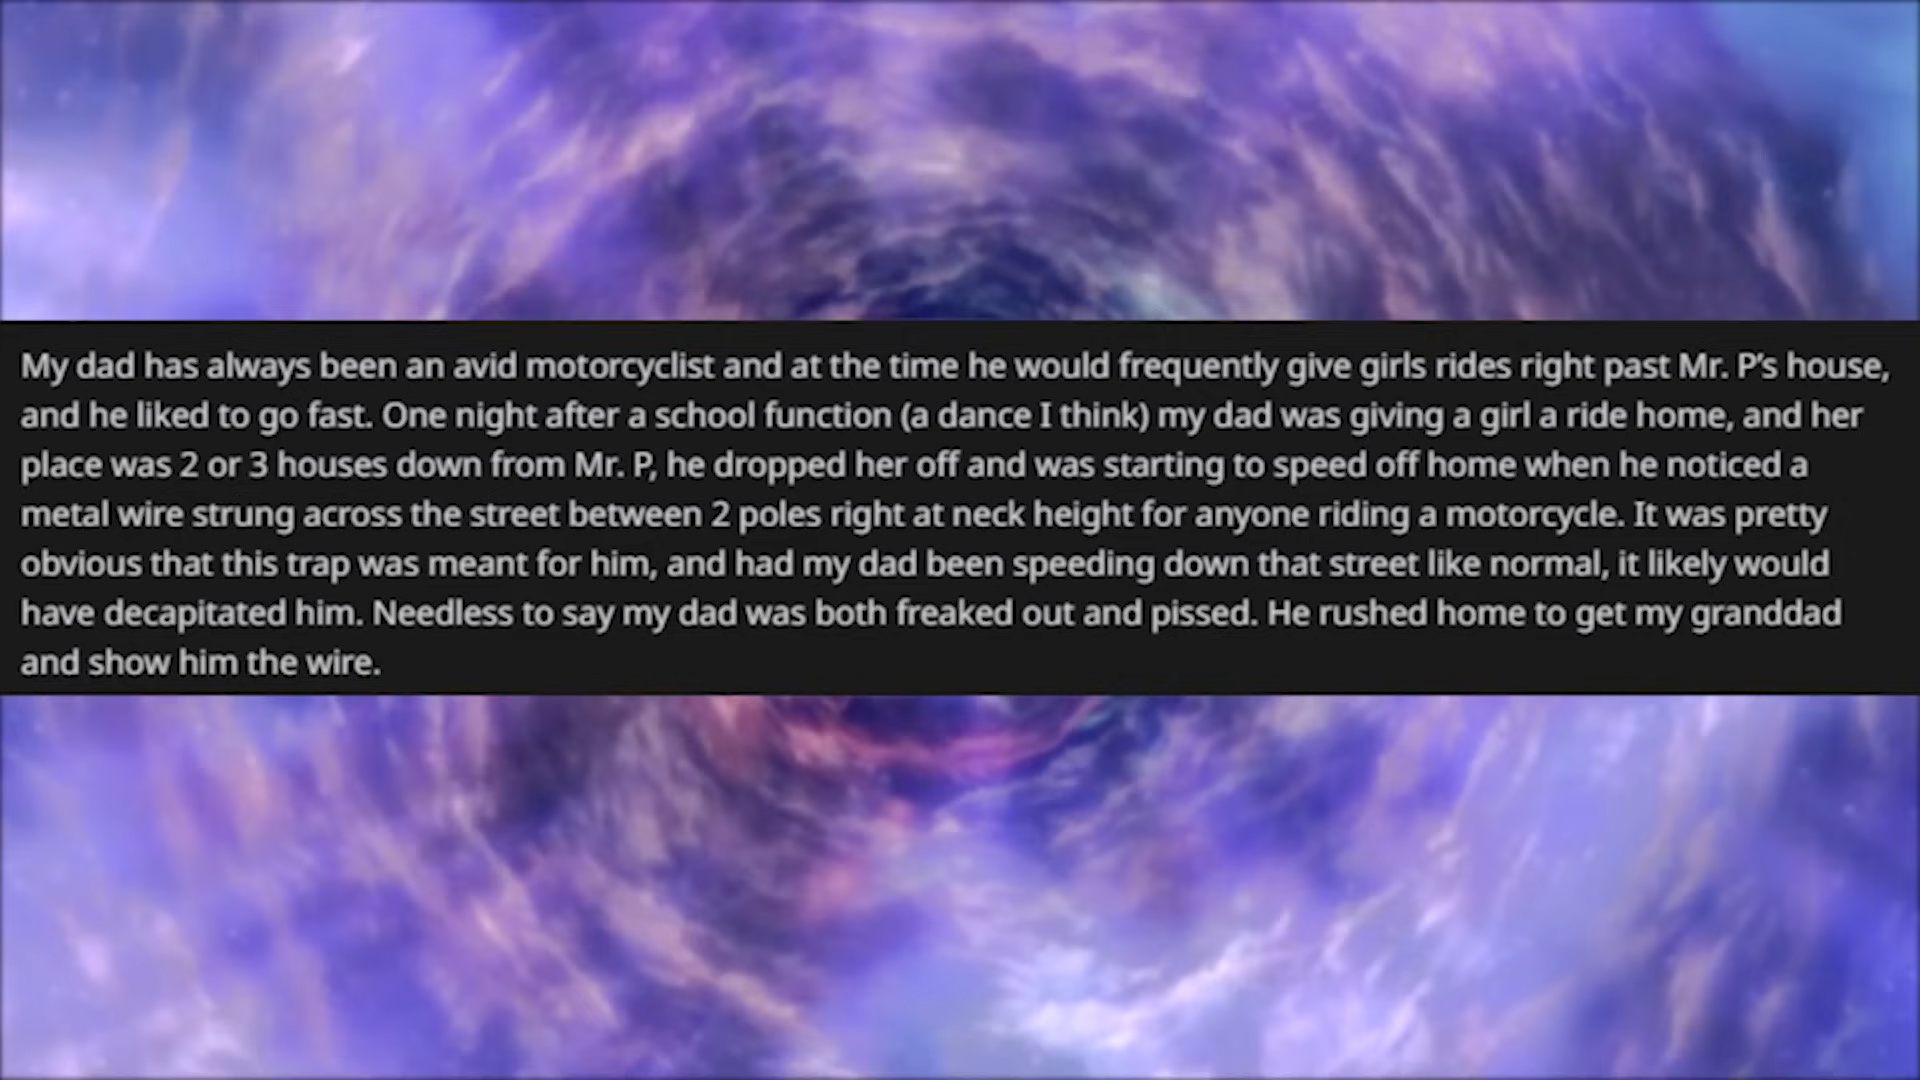 My dad has always been an avid motorcyclist and at the time he would frequently give girls rides right past Mr. P’s house,
and he liked to go fast. One night after a school function (a dance I think) my dad was giving a girl a ride home, and her
place was 2 or 3 houses down from Mr. P, he dropped her off and was starting to speed off home when he noticed a
metal wire strung across the street between 2 poles right at neck height for anyone riding a motorcycle. It was pretty
obvious that this trap was meant for him, and had my dad been speeding down that street like normal, it likely would
have decapitated him. Needless to say my dad was both freaked out and pissed. He rushed home to get my granddad
and show him the wire.